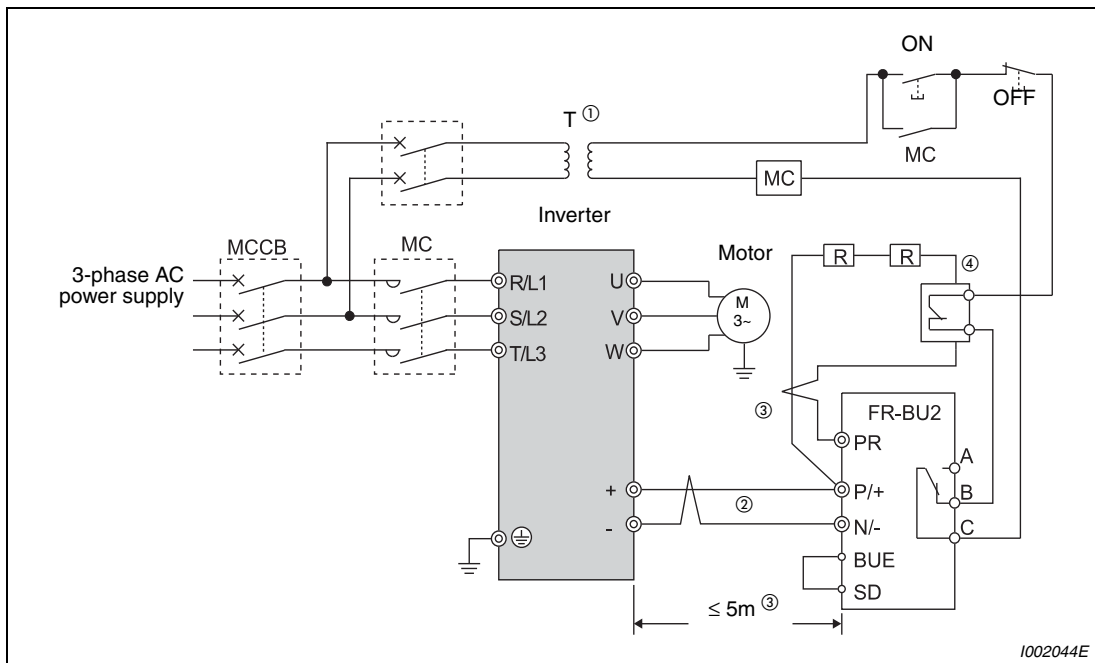 ON
OFF
MC
T ①
MC
Inverter
MCCB
MC
Motor
3-phase AC
power supply
R/L1
S/L2
T/L3
U
V
W
M
3~
R
R
④
③
FR-BU2
PR
A
+
②
P/+
B
-
N/-
C
BUE
SD
≤ 5m ③
I002044E